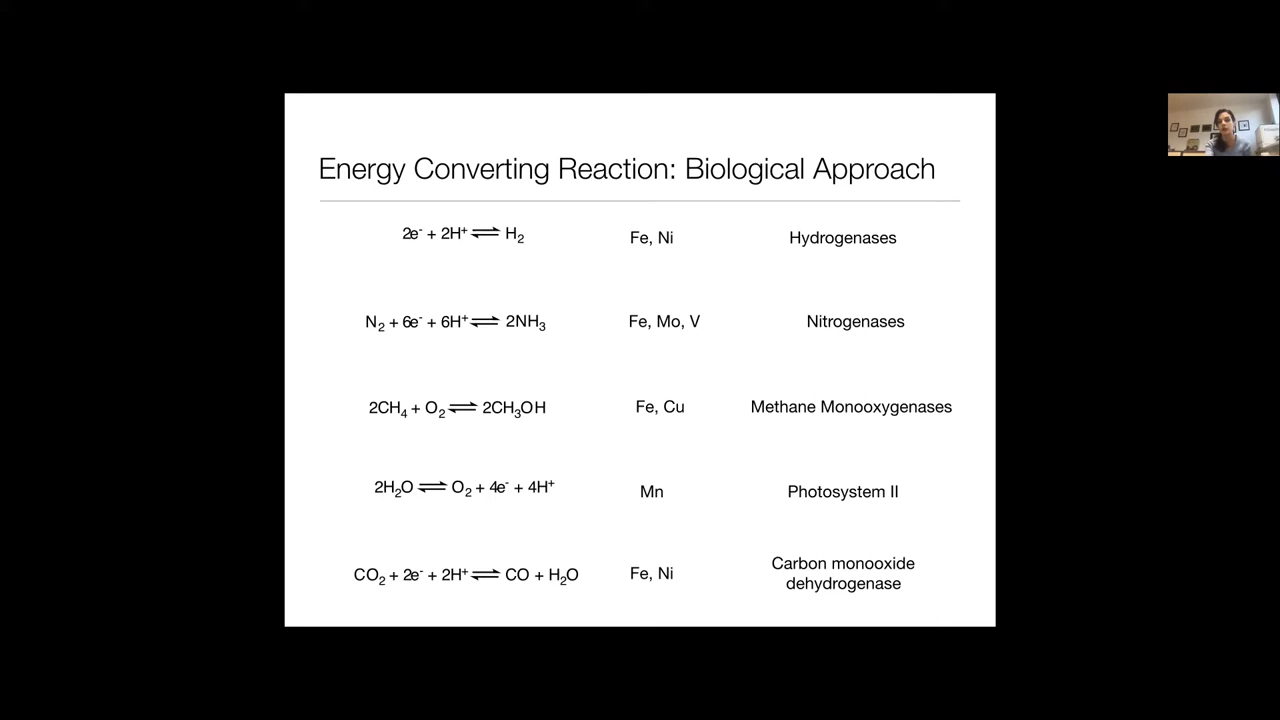 Energy Converting Reaction: Biological Approach
2e⁻ + 2H⁺ ⇌ H₂ Fe, Ni Hydrogenases
N₂ + 6e⁻ + 6H⁺ ⇌ 2NH₃ Fe, Mo, V Nitrogenases
2CH₄ + O₂ ⇌ 2CH₃OH Fe, Cu Methane Monooxygenases
2H₂O ⇌ O₂ + 4e⁻ + 4H⁺ Mn Photosystem II
CO₂ + 2e⁻ + 2H⁺ ⇌ CO + H₂O Fe, Ni Carbon monooxide
dehydrogenase